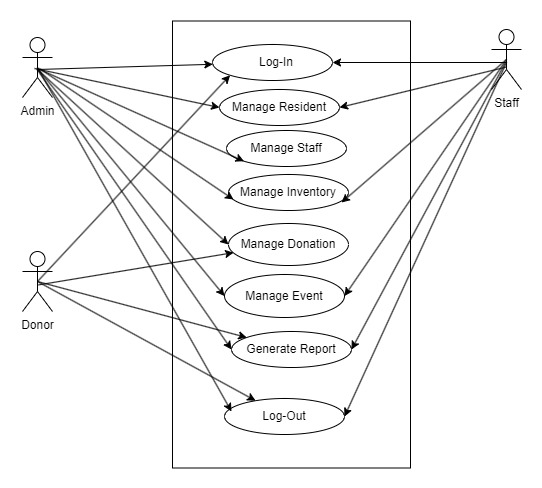 Log-In
Admin
Staff
Manage Resident
Manage Staff
Manage Inventory
Manage Donation
Manage Event
Donor
Generate Report
Log-Out